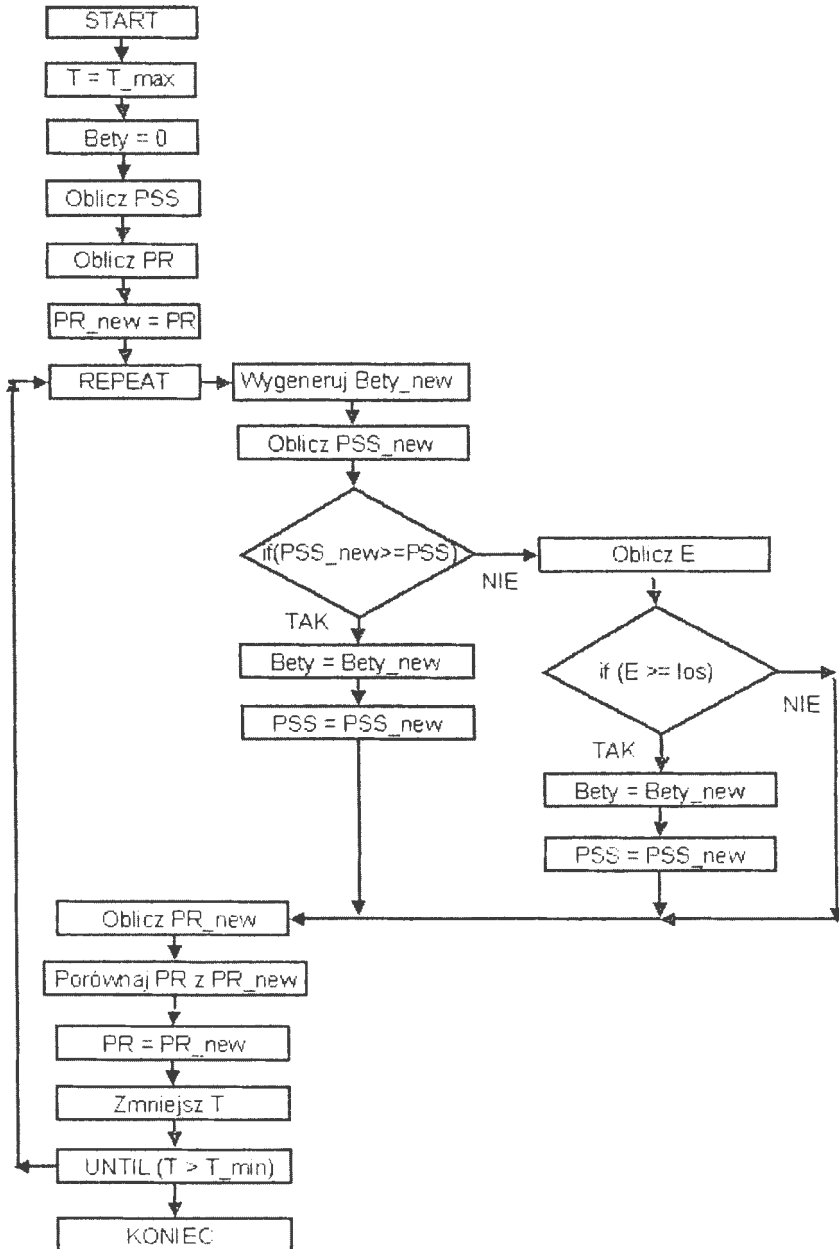 START
T = T_max
Bety = 0
Oblicz PSS
Oblicz PR
PR_new = PR
REPEAT
Wygeneruj Bety_new
Oblicz PSS_new
if(PSS_new>=PSS)
NIE
Oblicz E
TAK
Bety = Bety_new
PSS = PSS_new
if (E >= los)
NIE
TAK
Bety = Bety_new
PSS = PSS_new
Oblicz PR_new
Porównaj PR z PR_new
PR = PR_new
Zmniejsz T
UNTIL (T > T_min)
KONIEC